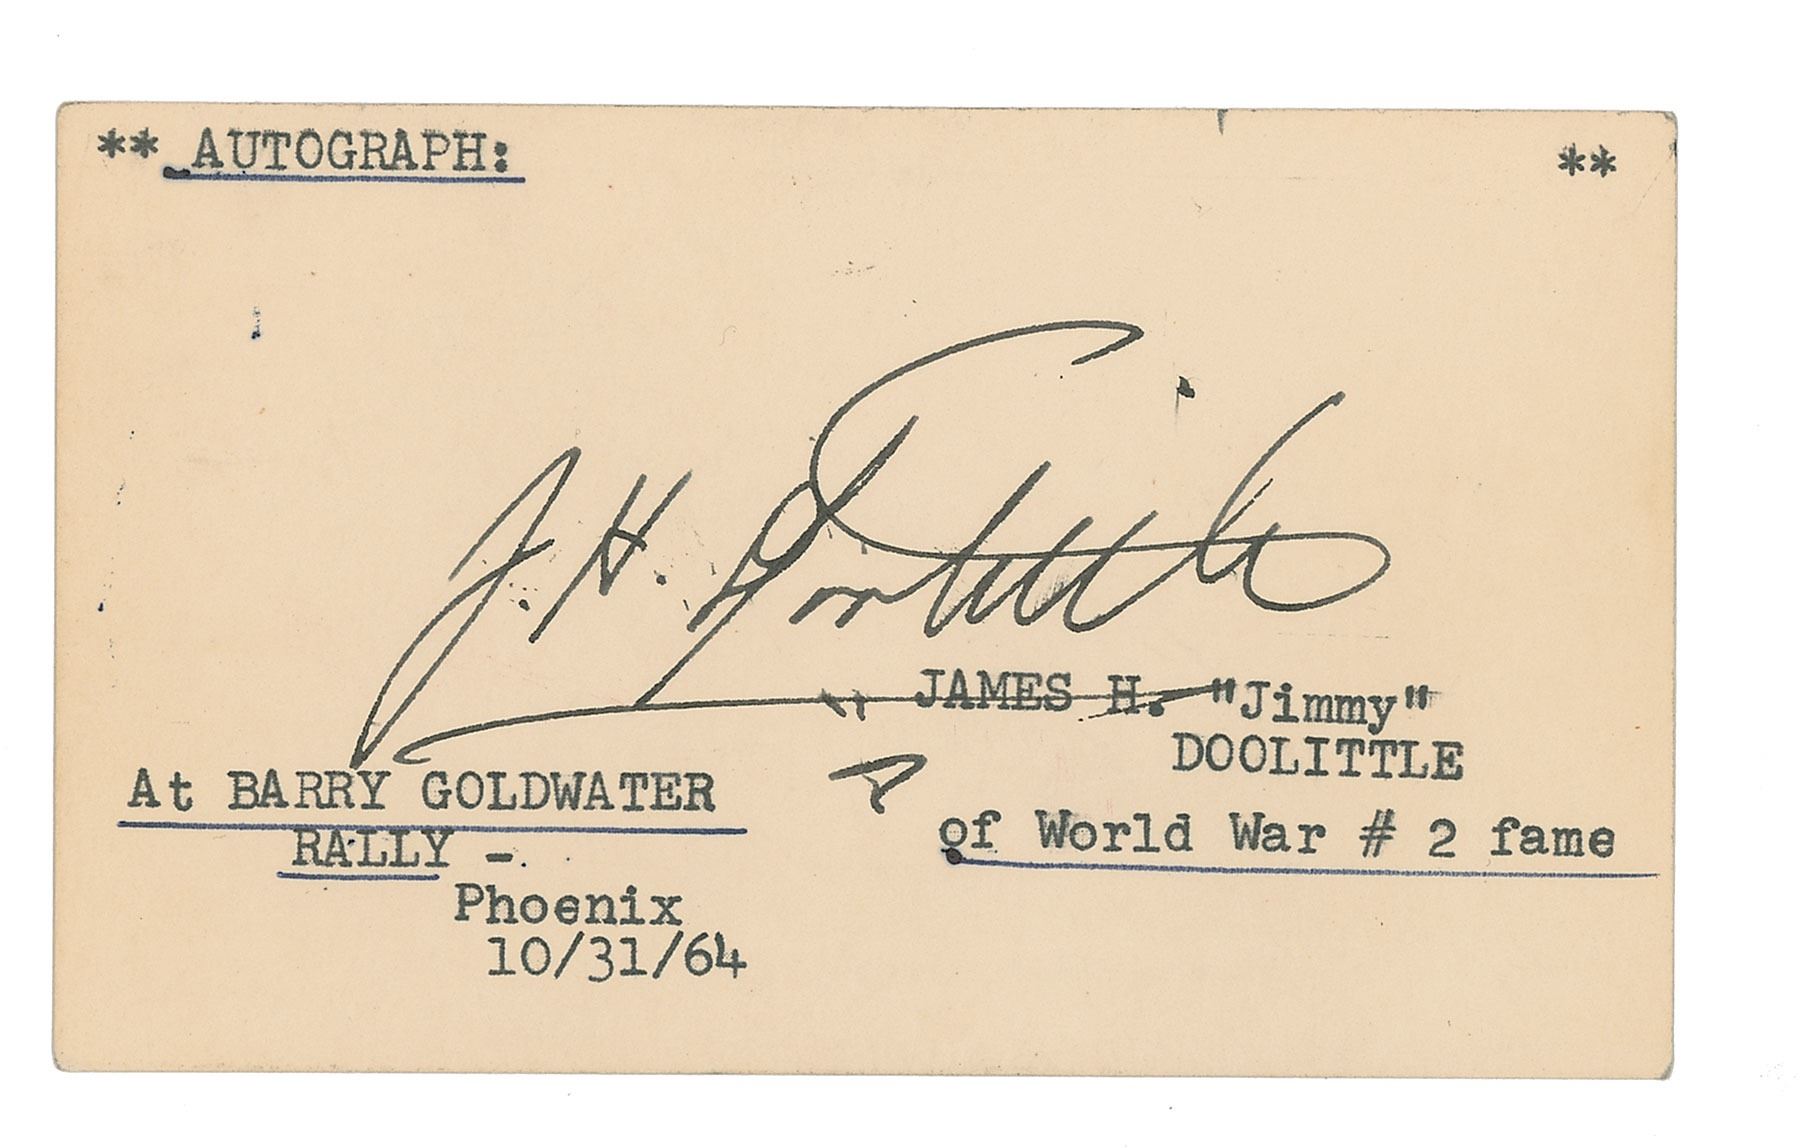 ** AUTOGRAPH: **
J. H. Doolittle
JAMES H. "Jimmy"
DOOLITTLE
At BARRY GOLDWATER
RALLY -
of World War # 2 fame
Phoenix
10/31/64